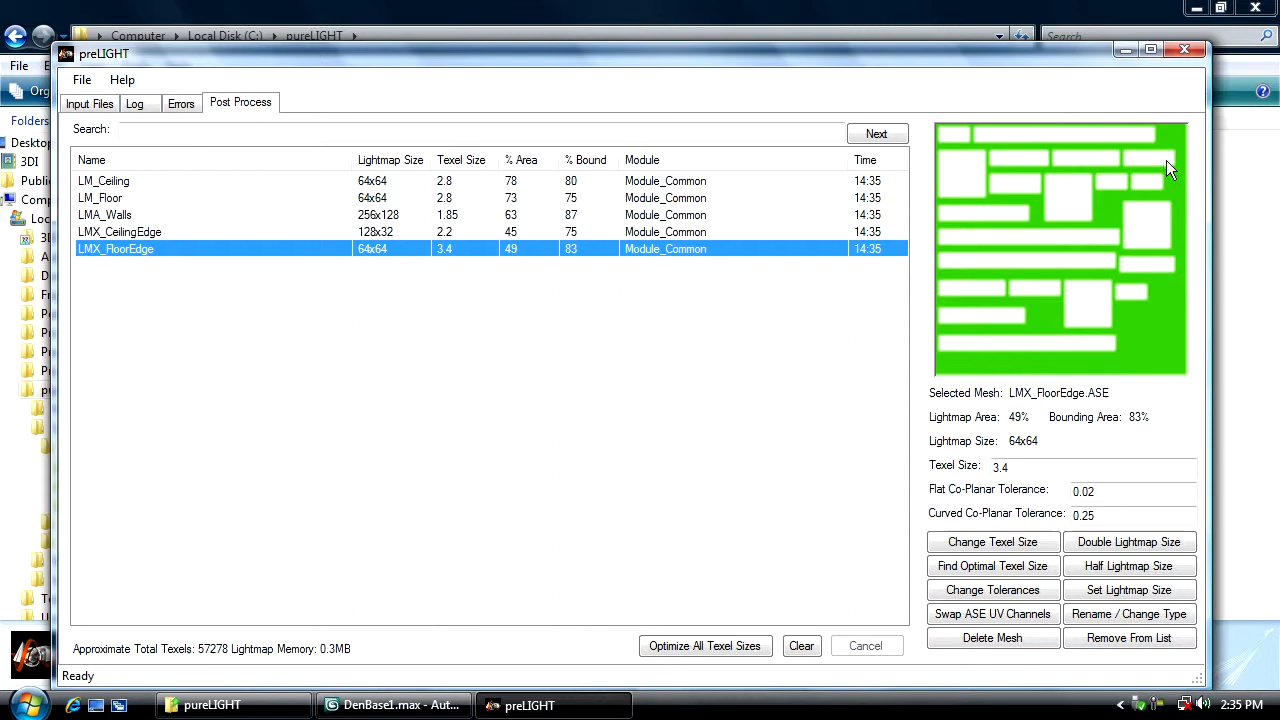 Computer
Local Disk (C:)
pureLIGHT
Search
File
preLIGHT
File Help
Org
Input Files Log Errors Post Process
Folders
Search: Next
Desktop
3DI
Publi
Comp
Loc
Name Lightmap Size Texel Size % Area % Bound Module Time
LM_Ceiling 64x64 2.8 78 80 Module_Common 14:35
LM_Floor 64x64 2.8 73 75 Module_Common 14:35
LMA_Walls 256x128 1.85 63 87 Module_Common 14:35
LMX_CeilingEdge 128x32 2.2 45 75 Module_Common 14:35
LMX_FloorEdge 64x64 3.4 49 83 Module_Common 14:35
Selected Mesh: LMX_FloorEdge.ASE
Lightmap Area: 49% Bounding Area: 83%
Lightmap Size: 64x64
Texel Size: 3.4
Flat Co-Planar Tolerance: 0.02
Curved Co-Planar Tolerance: 0.25
Change Texel Size Double Lightmap Size
Find Optimal Texel Size Half Lightmap Size
Change Tolerances Set Lightmap Size
Swap ASE UV Channels Rename / Change Type
Delete Mesh Remove From List
Approximate Total Texels: 57278 Lightmap Memory: 0.3MB
Optimize All Texel Sizes Clear Cancel
Ready
pureLIGHT DenBase1.max - Aut... preLIGHT 2:35 PM